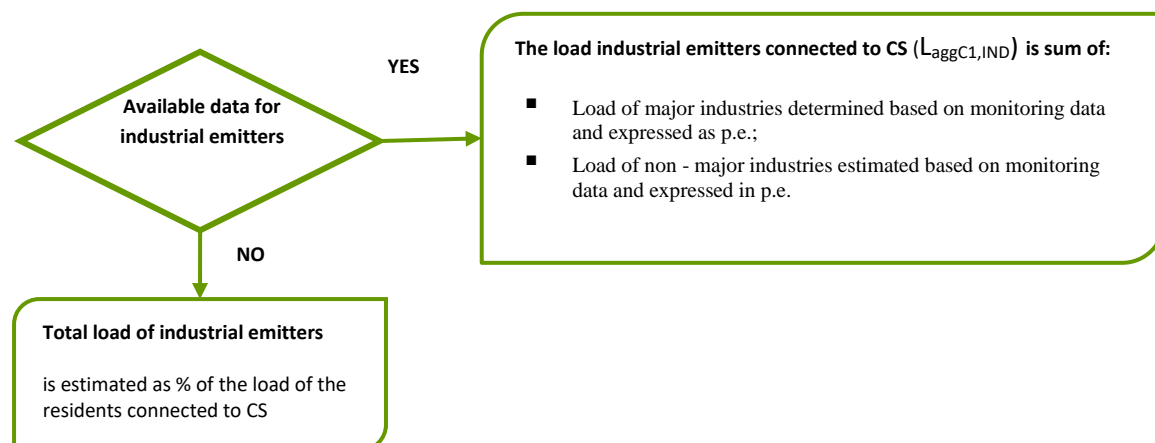 YES
The load industrial emitters connected to CS (LaggC1,IND) is sum of:
▪ Load of major industries determined based on monitoring data
and expressed as p.e.;
▪ Load of non - major industries estimated based on monitoring
data and expressed in p.e.
Available data for
industrial emitters
NO
Total load of industrial emitters
is estimated as % of the load of the
residents connected to CS